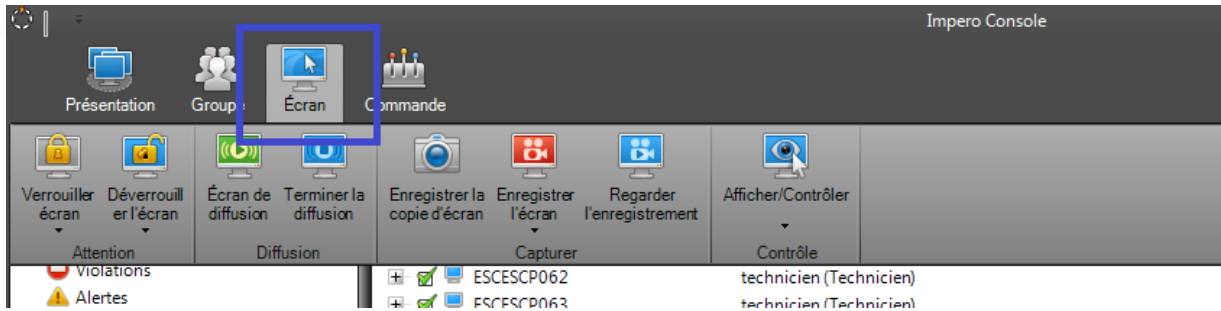 Impero Console
Présentation
Groupe
Écran
Commande
Verrouiller
écran
Déverrouill
er l'écran
Écran de
diffusion
Terminer la
diffusion
Enregistrer la
copie d'écran
Enregistrer
l'écran
Regarder
l'enregistrement
Afficher/Contrôler
Attention
Diffusion
Capturer
Contrôle
Violations
Alertes
ESCESCP062
technicien (Technicien)
ESCESCP063
technicien (Technicien)